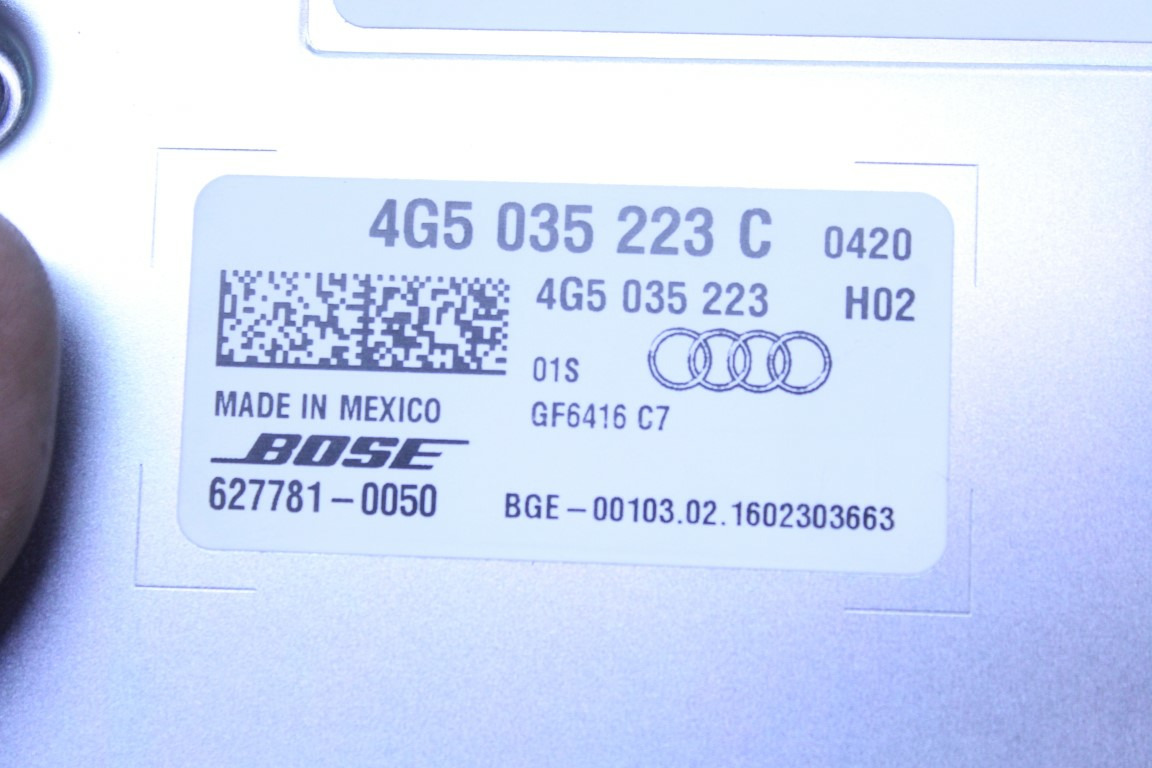 4G5 035 223 C 0420
4G5 035 223 H02
01S
GF6416 C7
MADE IN MEXICO
BOSE
627781-0050
BGE-00103.02.1602303663